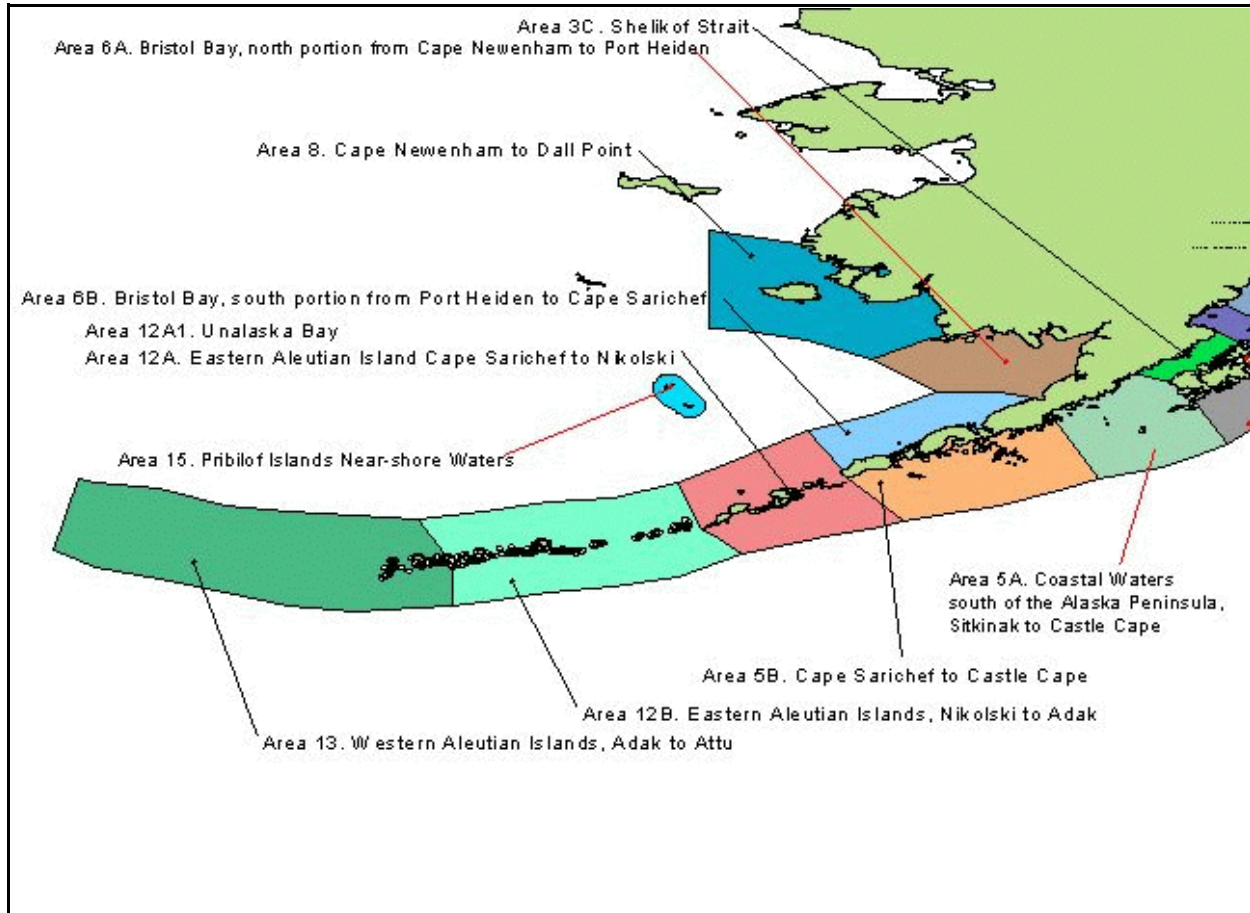 Area 3C. Shelikof Strait
Area 6A. Bristol Bay, north portion from Cape Newenham to Port Heiden
Area 8. Cape Newenham to Dall Point
Area 6B. Bristol Bay, south portion from Port Heiden to Cape Sarichef
Area 12A1. Unalaska Bay
Area 12A. Eastern Aleutian Island Cape Sarichef to Nikolski
Area 15. Pribilof Islands Near-shore Waters
Area 5A. Coastal Waters
south of the Alaska Peninsula,
Sitkinak to Castle Cape
Area 5B. Cape Sarichef to Castle Cape
Area 12B. Eastern Aleutian Islands, Nikolski to Adak
Area 13. Western Aleutian Islands, Adak to Attu